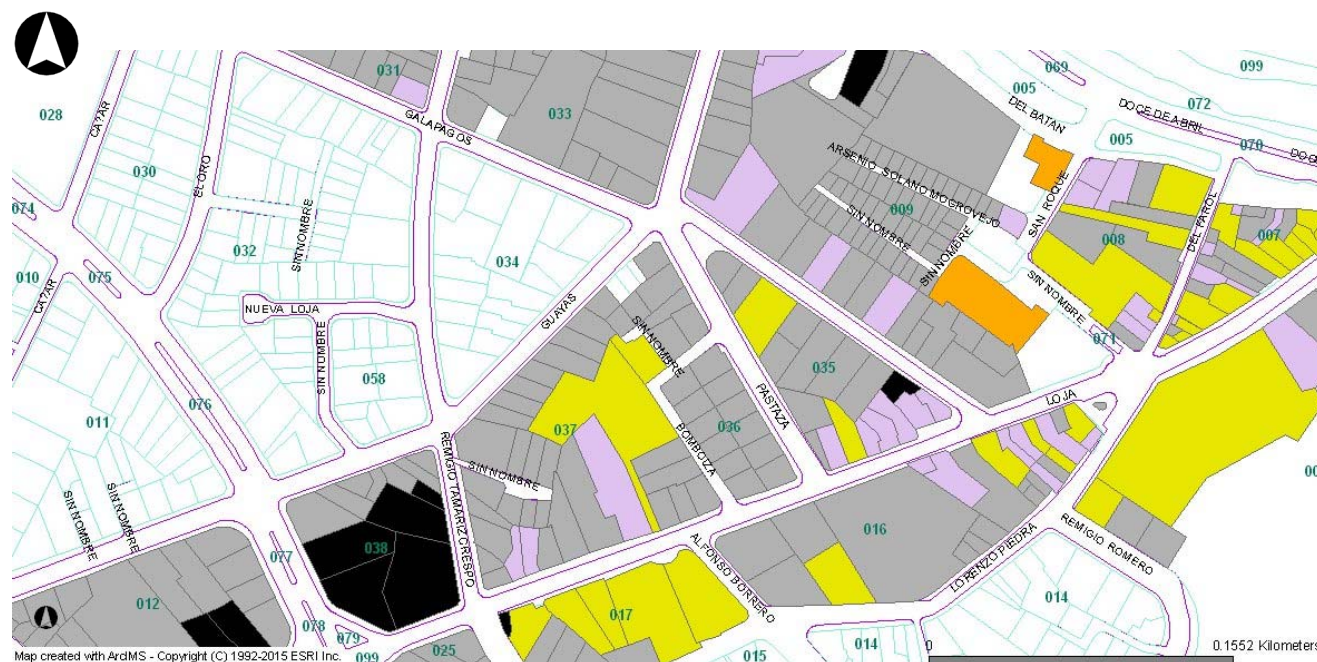 069
099
031
005
072
028
CA?AR
033
DEL BATAN
DOCE DE ABRIL
GALAPAGOS
005
070
030
EL ORO
ARSENIO SOLANO MOGROVEJO
SAN ROQUE
074
SIN NOMBRE
009
SIN NOMBRE
008
DEL FAROL
007
032
SIN NOMBRE
034
010
075
CA?AR
SIN NOMBRE
NUEVA LOJA
GUAYAS
SIN NOMBRE
071
SIN NOMBRE
058
035
076
PASTAZA
LOJA
011
037
BOMBOIZA
036
REMIGIO TAMARIZ CRESPO
SIN NOMBRE
SIN NOMBRE
SIN NOMBRE
016
REMIGIO ROMERO
038
077
ALFONSO BORRERO
LORENZO PIEDRA
012
017
014
078
079
099
025
015
014
0
0.1552 Kilometers
Map created with ArcIMS - Copyright (C) 1992-2015 ESRI Inc.